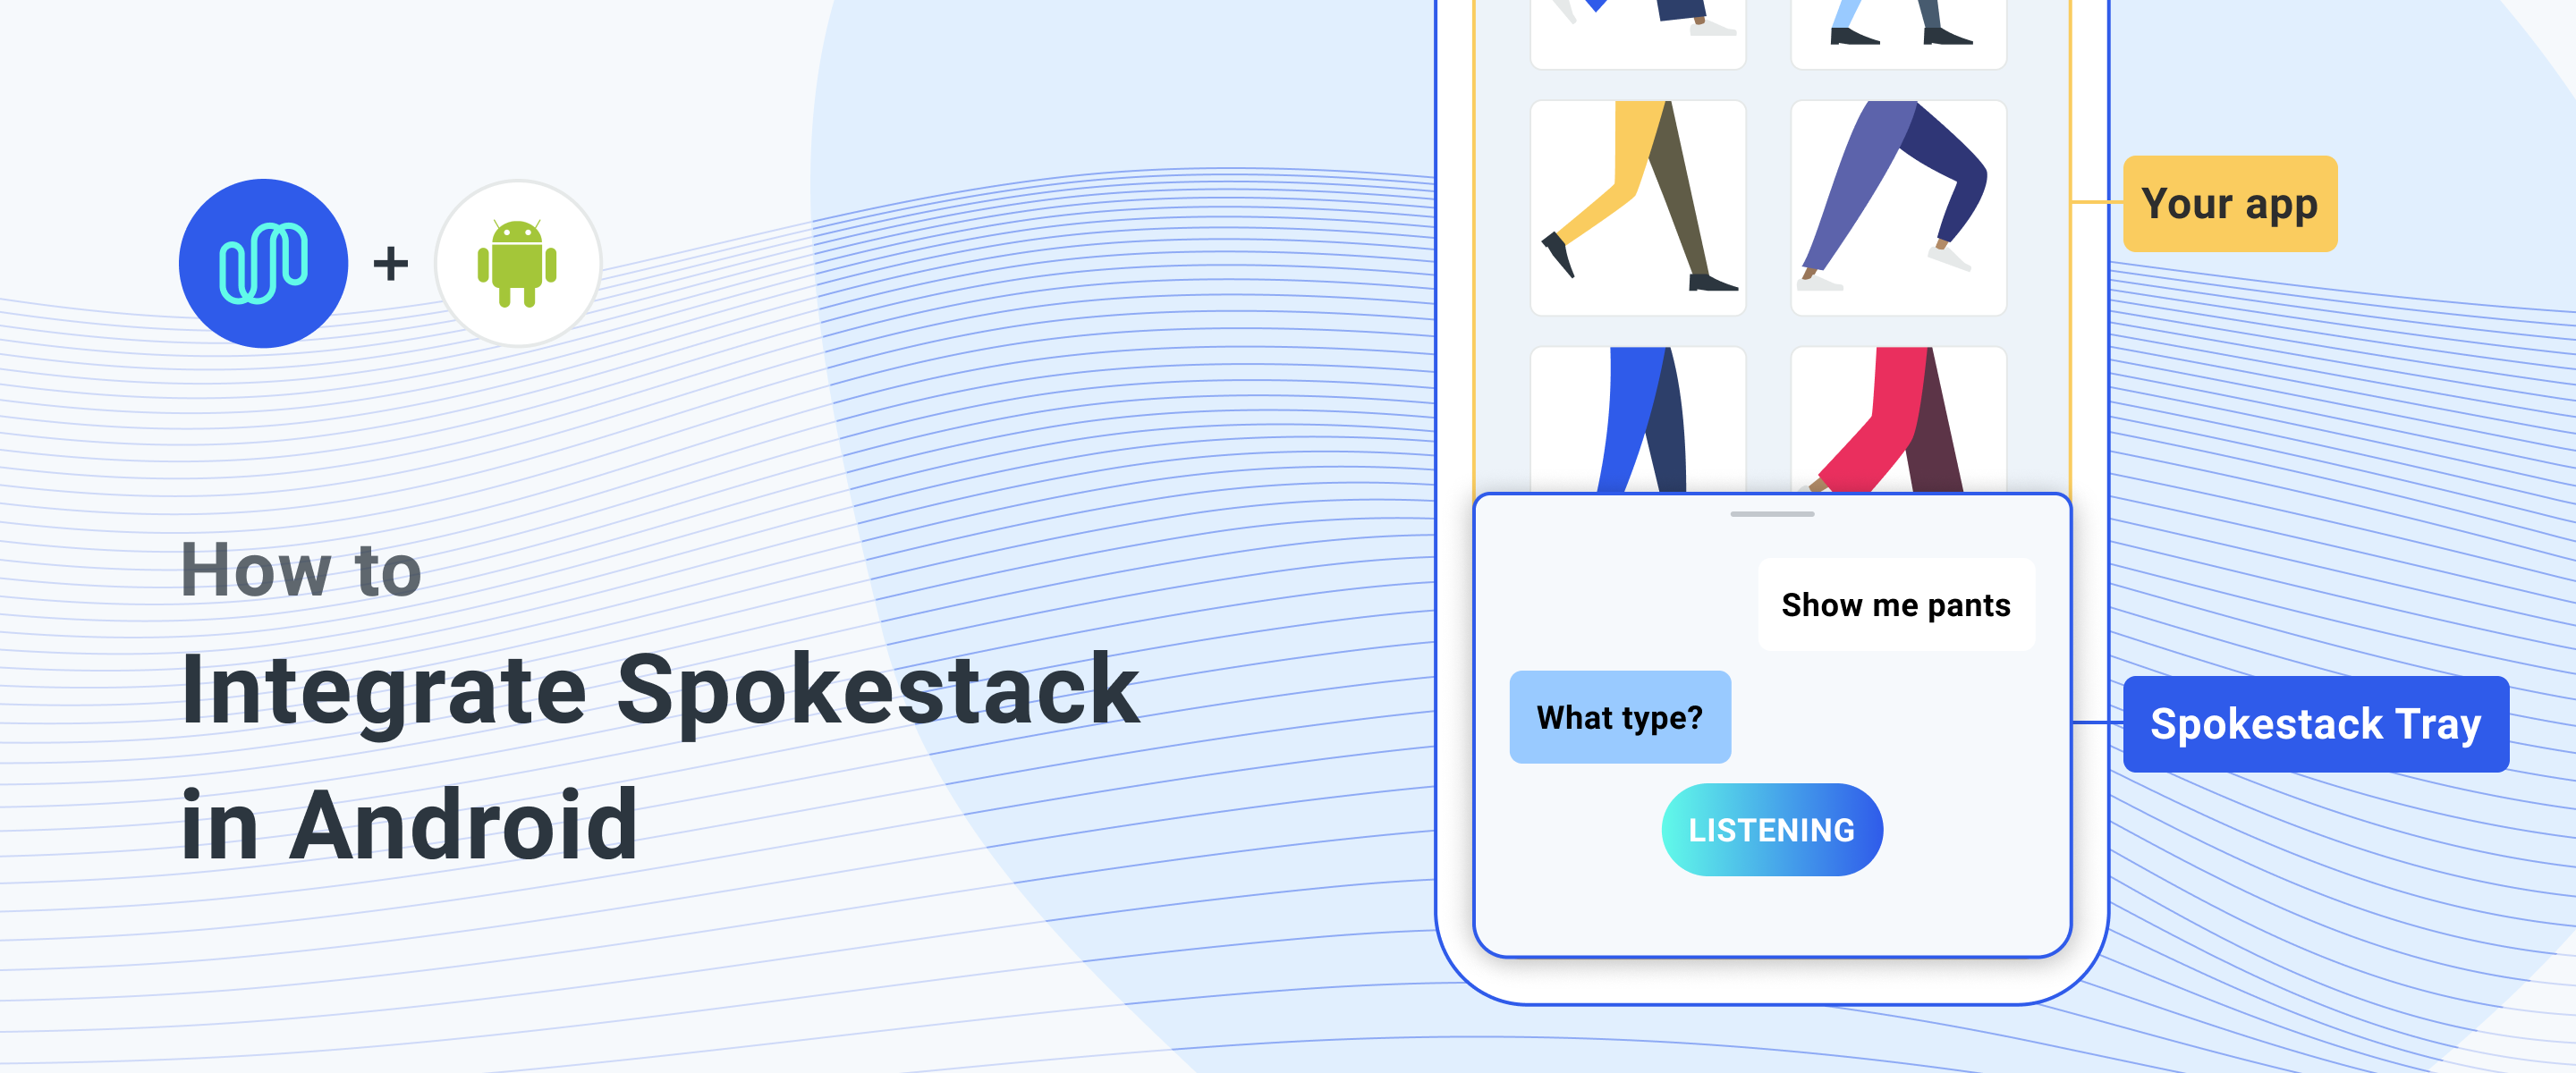 +
How to
Integrate Spokestack
in Android
Your app
Show me pants
What type?
Spokestack Tray
LISTENING